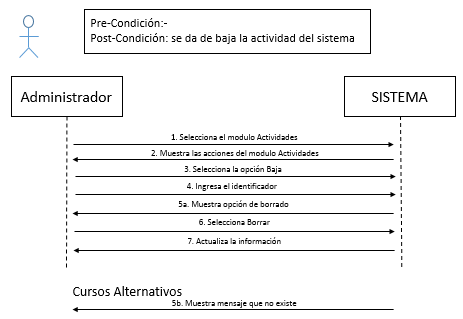 Pre-Condición:-
Post-Condición: se da de baja la actividad del sistema
Administrador
SISTEMA
1. Selecciona el modulo Actividades
2. Muestra las acciones del modulo Actividades
3. Selecciona la opción Baja
4. Ingresa el identificador
5a. Muestra opción de borrado
6. Selecciona Borrar
7. Actualiza la información
Cursos Alternativos
5b. Muestra mensaje que no existe